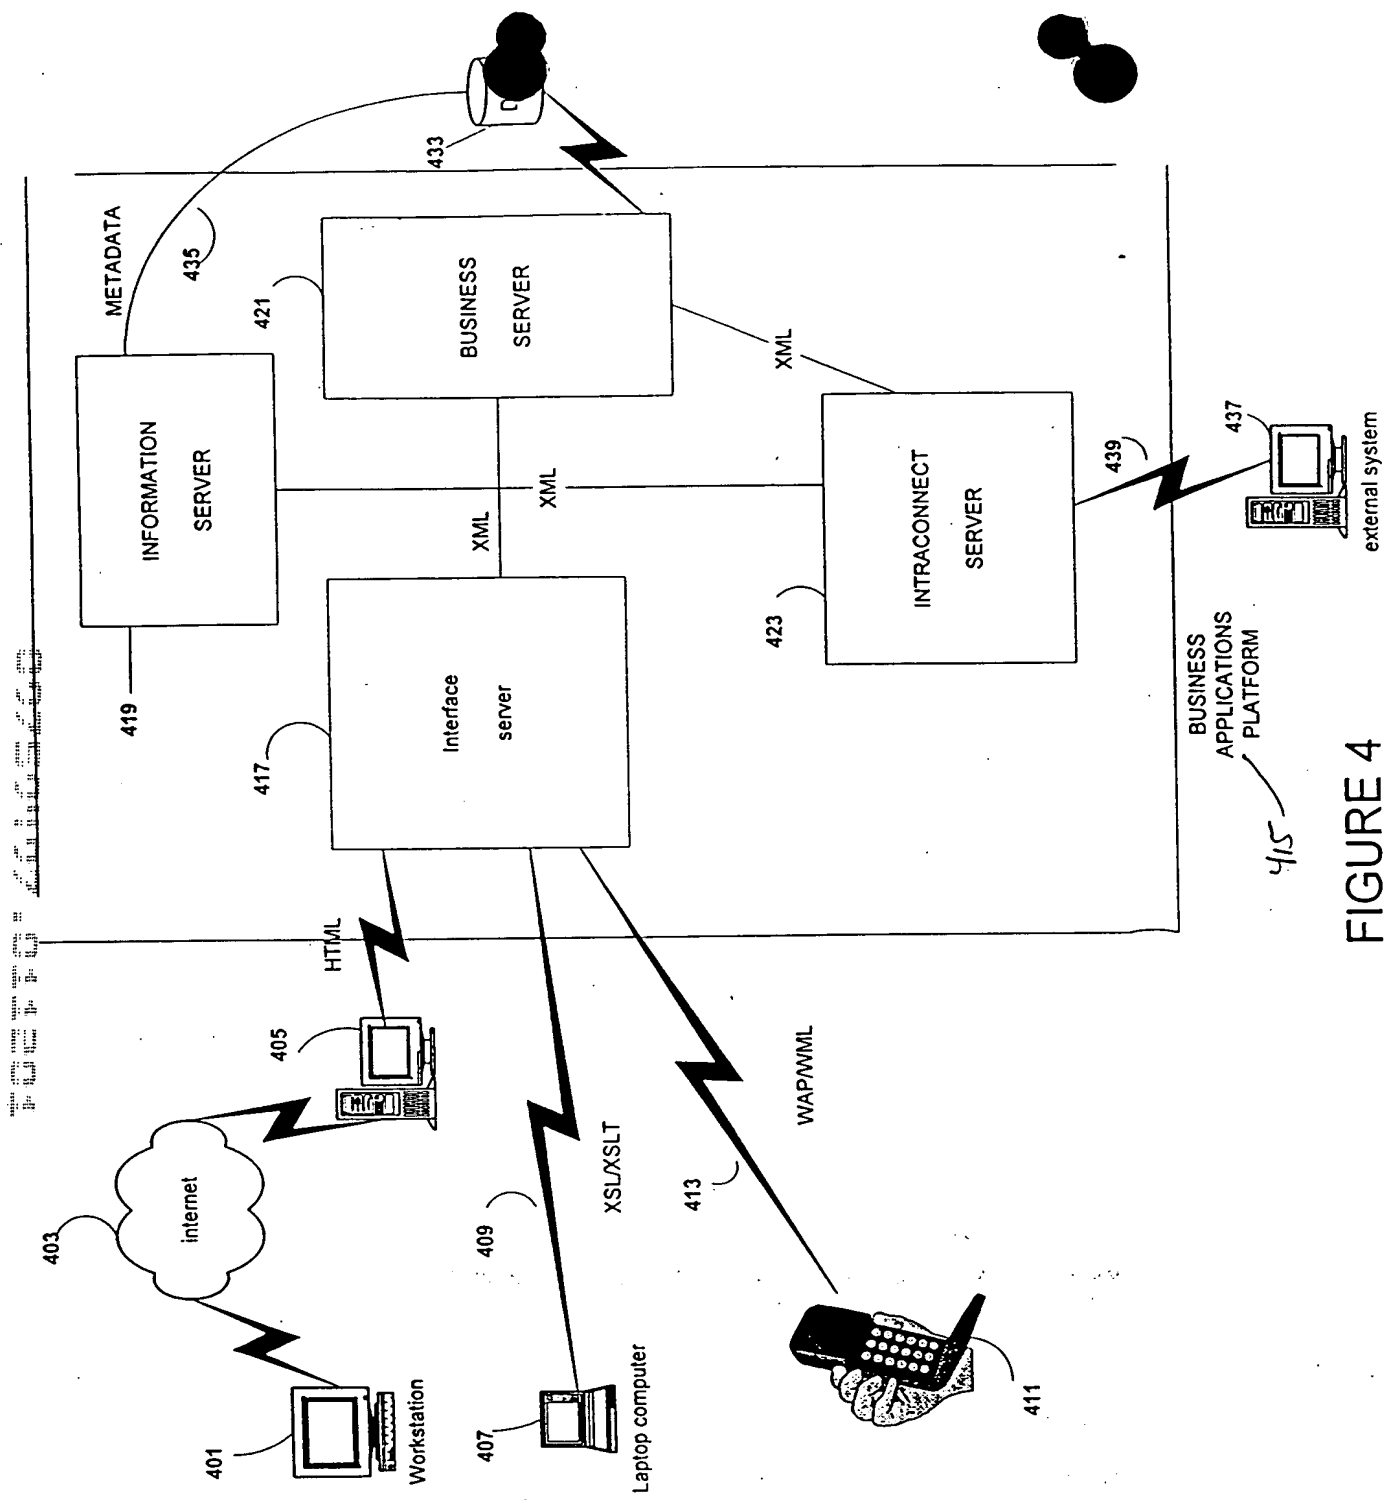 401
Workstation
403
internet
405
HTML
407
Laptop computer
409
XSL/XSLT
411
413
WAP/WML
417
Interface
server
419
INFORMATION
SERVER
METADATA
435
433
421
BUSINESS
SERVER
XML
XML
XML
423
INTRACONNECT
SERVER
439
437
external system
BUSINESS
APPLICATIONS
PLATFORM
415
FIGURE 4